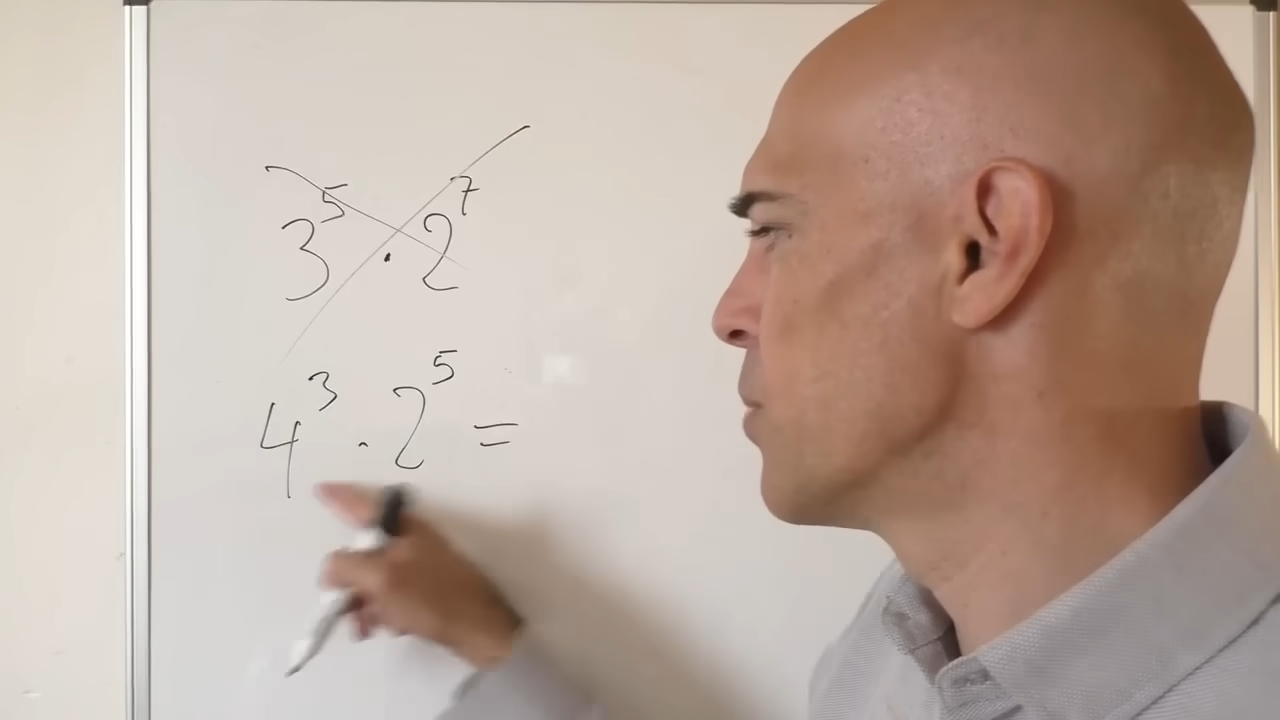 3⁵ · 2⁷
4³ · 2⁵ =